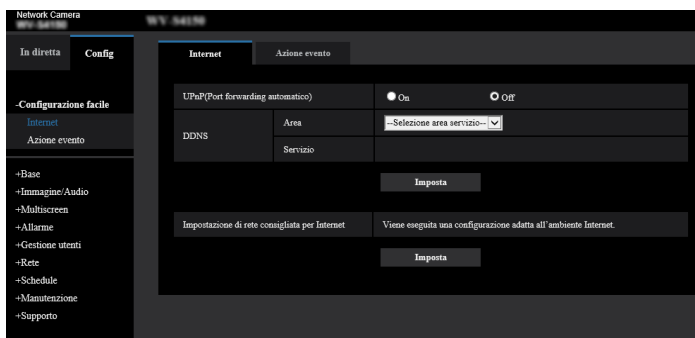 Network Camera
WV-S4150
In diretta Config
Internet Azione evento
-Configurazione facile
Internet
Azione evento
+Base
+Immagine/Audio
+Multiscreen
+Allarme
+Gestione utenti
+Rete
+Schedule
+Manutenzione
+Supporto
UPnP(Port forwarding automatico) On Off
DDNS
Area --Selezione area servizio--
Servizio
Imposta
Impostazione di rete consigliata per Internet Viene eseguita una configurazione adatta all'ambiente Internet.
Imposta